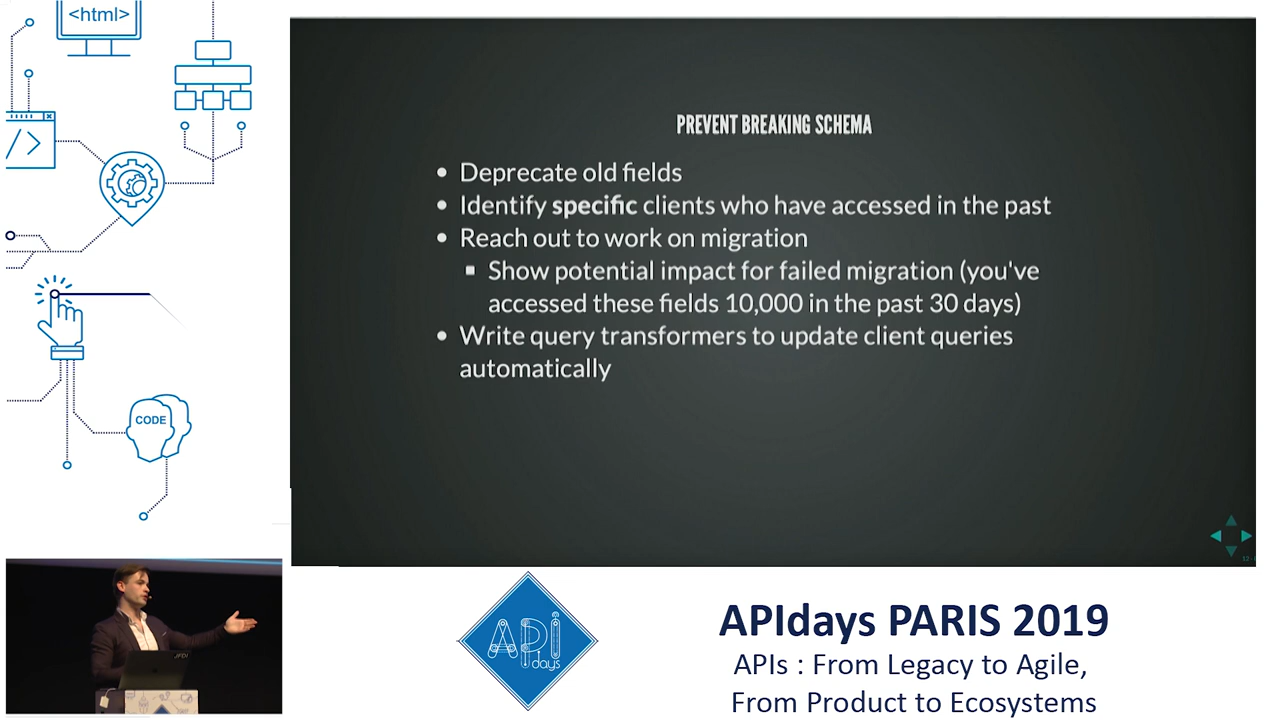 <html>
</>
CODE
PREVENT BREAKING SCHEMA
• Deprecate old fields
• Identify specific clients who have accessed in the past
• Reach out to work on migration
▪ Show potential impact for failed migration (you've
accessed these fields 10,000 in the past 30 days)
• Write query transformers to update client queries
automatically
JFDI
API
days
APIdays PARIS 2019
APIs : From Legacy to Agile,
From Product to Ecosystems